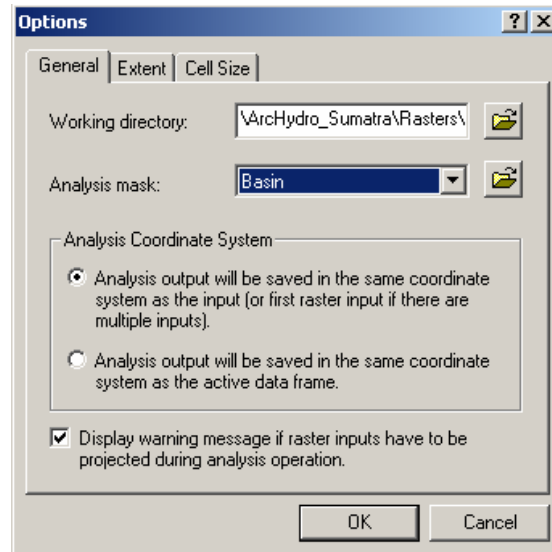 Options
General Extent Cell Size
Working directory: \ArcHydro_Sumatra\Rasters\
Analysis mask: Basin
Analysis Coordinate System
Analysis output will be saved in the same coordinate
system as the input (or first raster input if there are
multiple inputs).
Analysis output will be saved in the same coordinate
system as the active data frame.
Display warning message if raster inputs have to be
projected during analysis operation.
OK Cancel